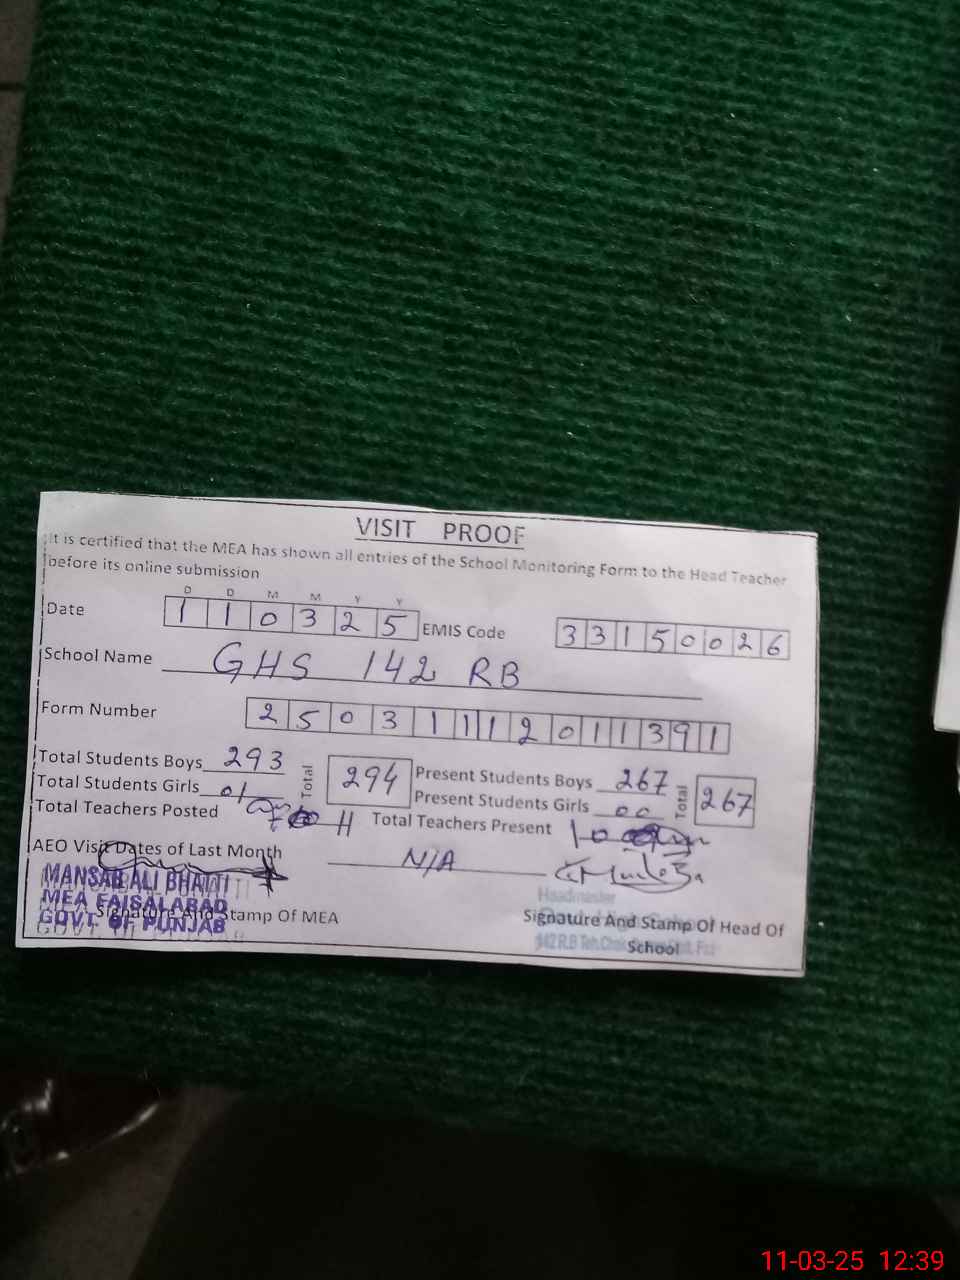 VISIT PROOF
It is certified that the MEA has shown all entries of the School Monitoring Form to the Head Teacher
before its online submission
D D M M Y Y
Date 1 1 0 3 2 5 EMIS Code 3 3 1 5 0 0 2 6
School Name GHS 142 RB
Form Number 2 5 0 3 1 1 1 2 0 1 1 3 9 1
Total Students Boys 293 Total 294 Present Students Boys 267 Total 267
Total Students Girls 01 Present Students Girls 00
Total Teachers Posted Total Teachers Present 10
AEO Visit Dates of Last Month N/A
MANSAB ALI BHATTI
MEA FAISALABAD
GOVT. OF PUNJAB
Signature And Stamp Of MEA
Headmaster
Signature And Stamp Of Head Of
School
142 R.B Teh.
11-03-25 12:39